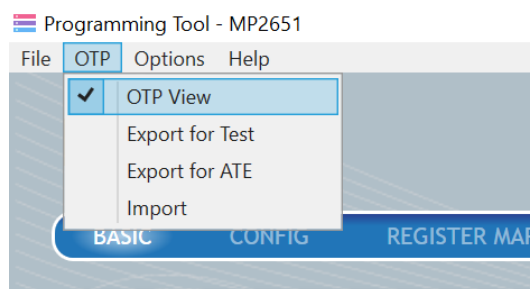 Programming Tool - MP2651
File OTP Options Help
OTP View
Export for Test
Export for ATE
Import
BASIC CONFIG REGISTER MAP